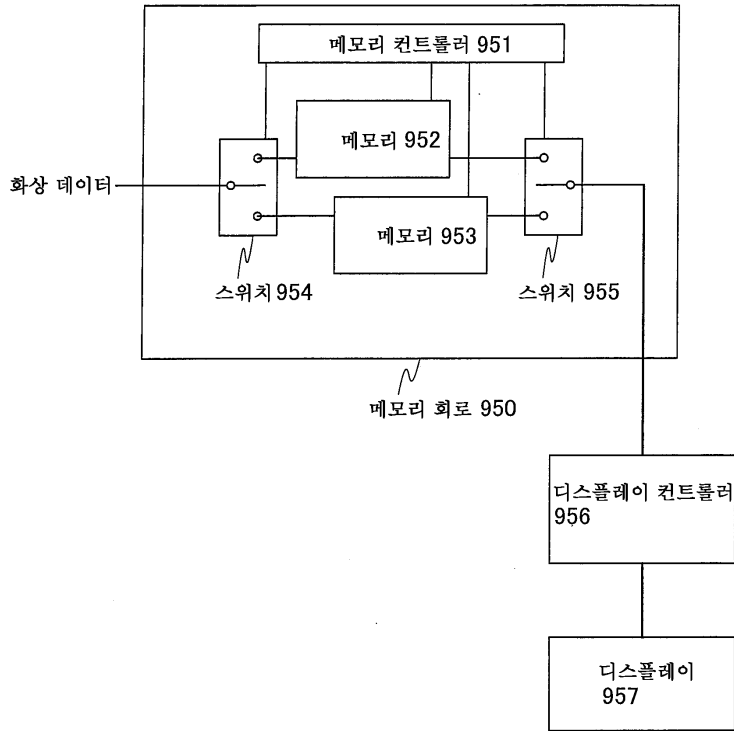 메모리 컨트롤러 951
메모리 952
화상 데이터
메모리 953
스위치 954
스위치 955
메모리 회로 950
디스플레이 컨트롤러
956
디스플레이
957